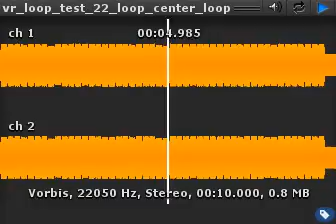 vr_loop_test_22_loop_center_loop
ch 1
00:04.985
ch 2
Vorbis, 22050 Hz, Stereo, 00:10.000, 0.8 MB